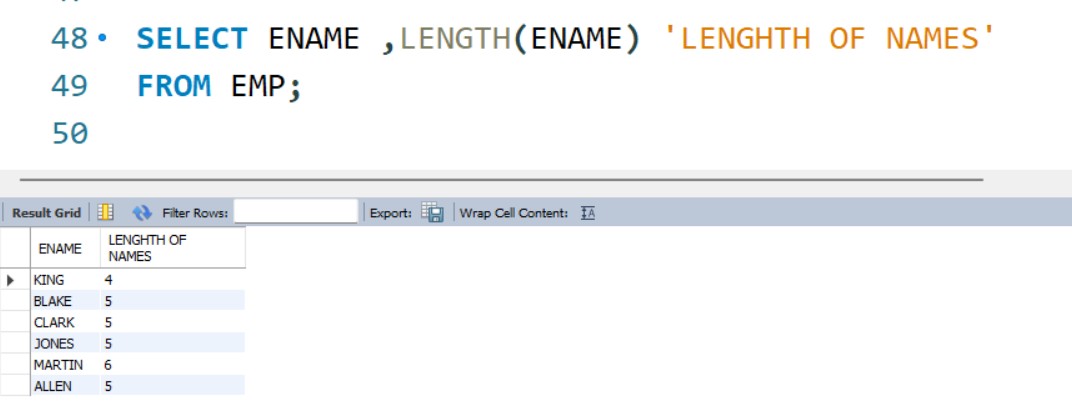 48 SELECT ENAME ,LENGTH(ENAME) 'LENGHTH OF NAMES'
49 FROM EMP;
50
Result Grid Filter Rows: Export: Wrap Cell Content:
ENAME LENGHTH OF NAMES
KING 4
BLAKE 5
CLARK 5
JONES 5
MARTIN 6
ALLEN 5